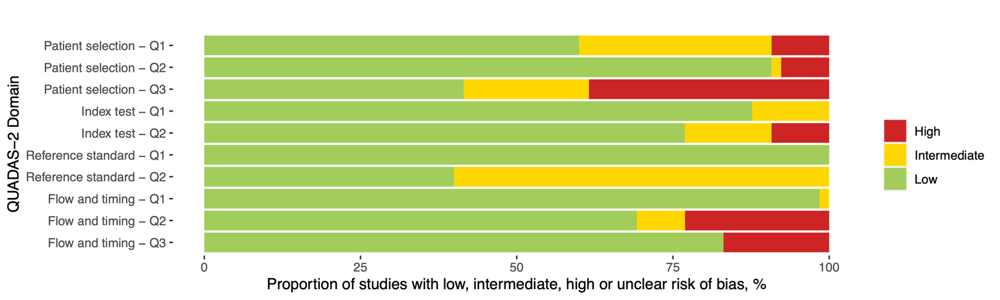 QUADAS−2 Domain
Patient selection − Q1
Patient selection − Q2
Patient selection − Q3
Index test − Q1
Index test − Q2
Reference standard − Q1
Reference standard − Q2
Flow and timing − Q1
Flow and timing − Q2
Flow and timing − Q3
0 25 50 75 100
Proportion of studies with low, intermediate, high or unclear risk of bias, %
High
Intermediate
Low